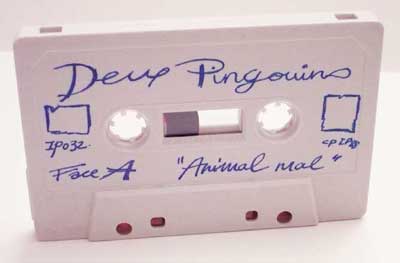 Deux Pingouins
IPO32.
Face A "Animal mal"